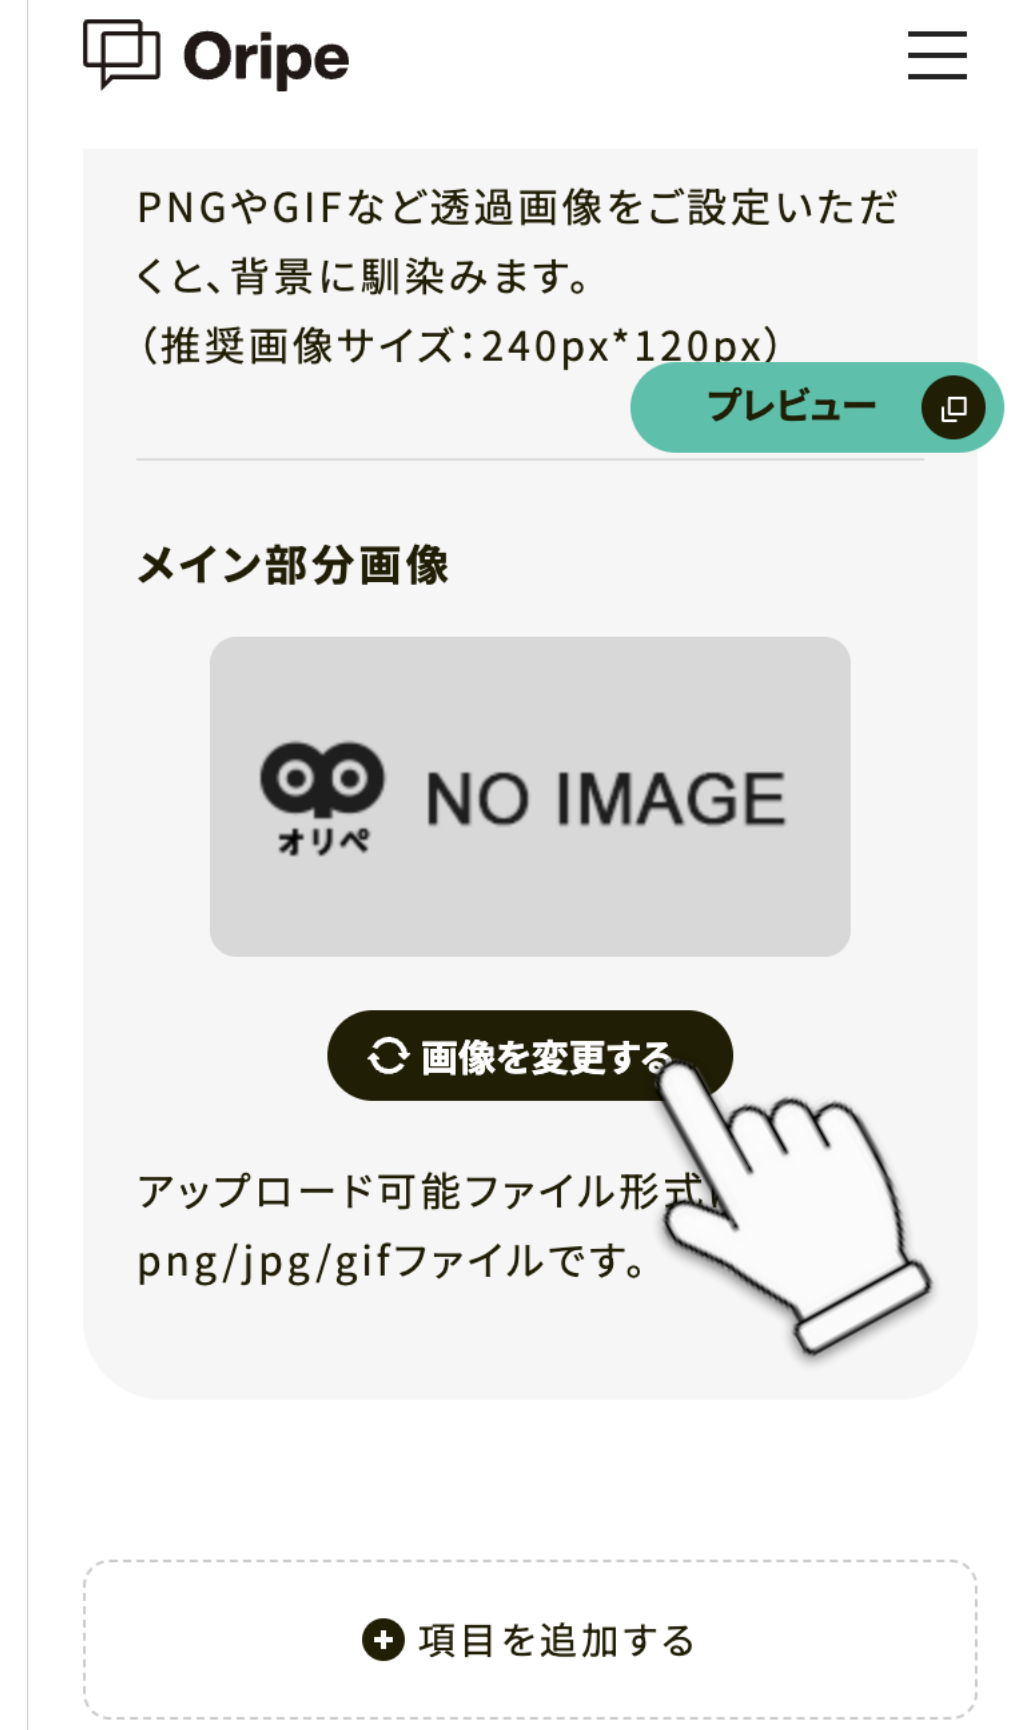 Oripe
PNGやGIFなど透過画像をご設定いただ
くと、背景に馴染みます。
（推奨画像サイズ：240px*120px）
プレビュー
メイン部分画像
オリペ
NO IMAGE
画像を変更する
アップロード可能ファイル形式
png/jpg/gifファイルです。
項目を追加する